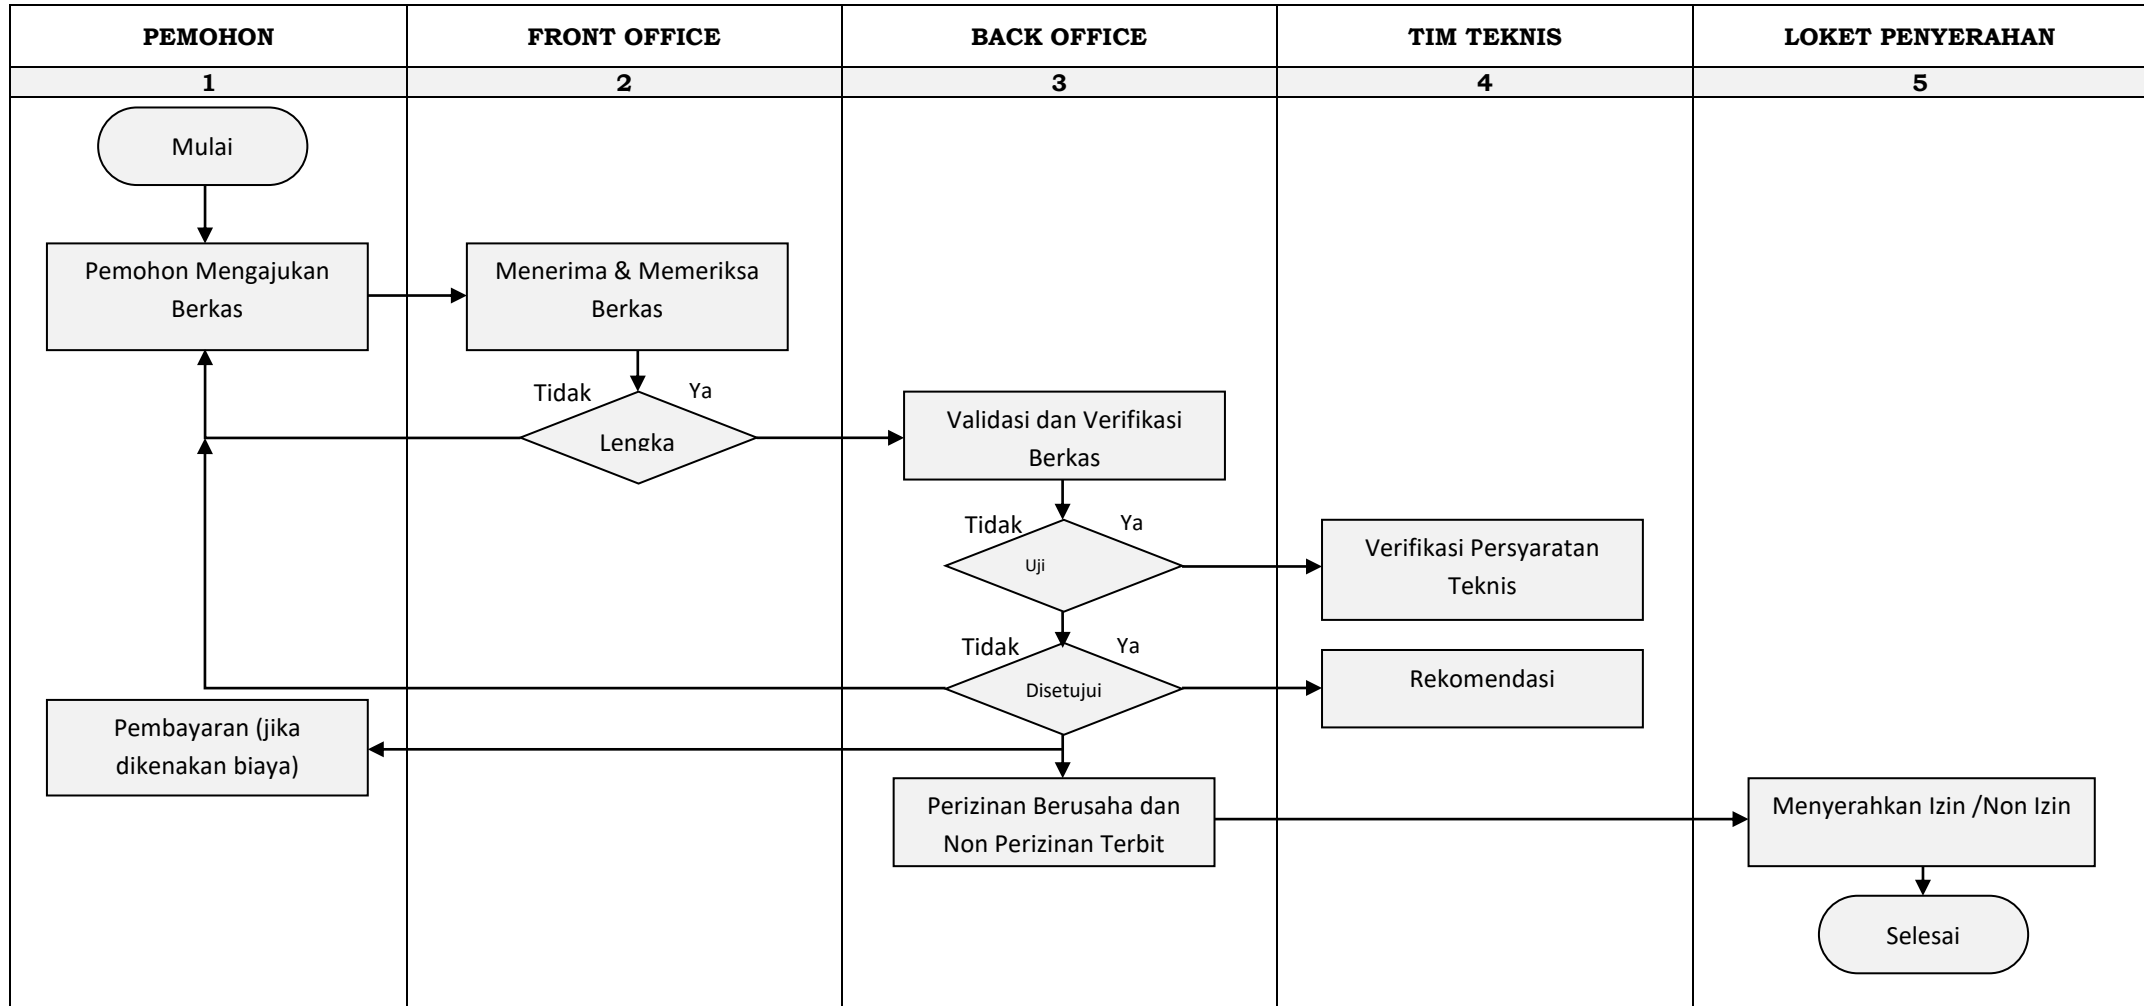 PEMOHON
FRONT OFFICE
BACK OFFICE
TIM TEKNIS
LOKET PENYERAHAN
1
2
3
4
5
Mulai
Pemohon Mengajukan
Berkas
Menerima & Memeriksa
Berkas
Tidak
Ya
Lengka
Validasi dan Verifikasi
Berkas
Tidak
Ya
Uji
Verifikasi Persyaratan
Teknis
Tidak
Ya
Disetujui
Rekomendasi
Pembayaran (jika
dikenakan biaya)
Perizinan Berusaha dan
Non Perizinan Terbit
Menyerahkan Izin /Non Izin
Selesai